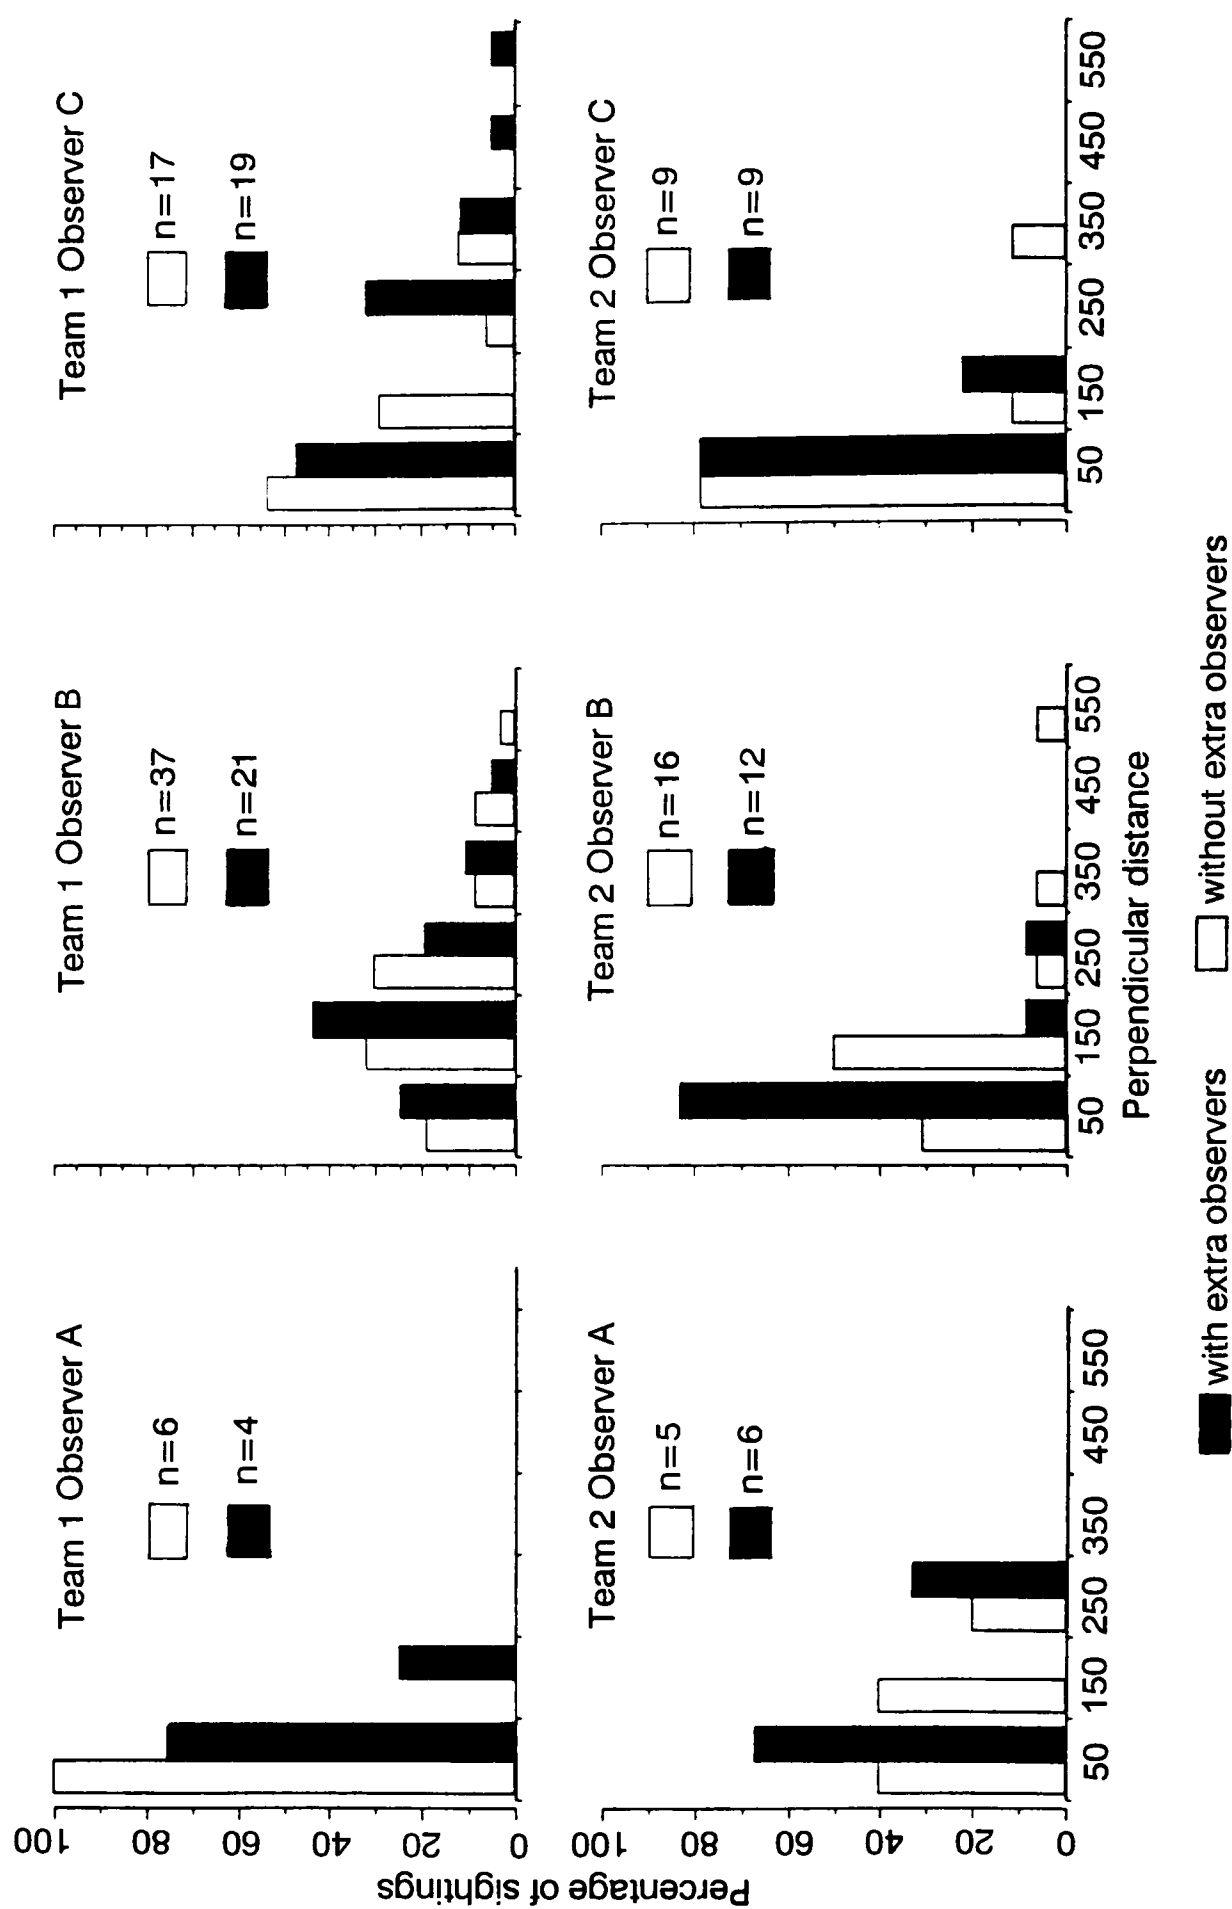 Team 1 Observer A
n=6
n=4
Team 1 Observer B
n=37
n=21
Team 1 Observer C
n=17
n=19
100
80
60
40
20
0
Percentage of sightings
Team 2 Observer A
n=5
n=6
Team 2 Observer B
n=16
n=12
Team 2 Observer C
n=9
n=9
100
80
60
40
20
0
50 150 250 350 450 550
50 150 250 350 450 550
50 150 250 350 450 550
Perpendicular distance
with extra observers
without extra observers